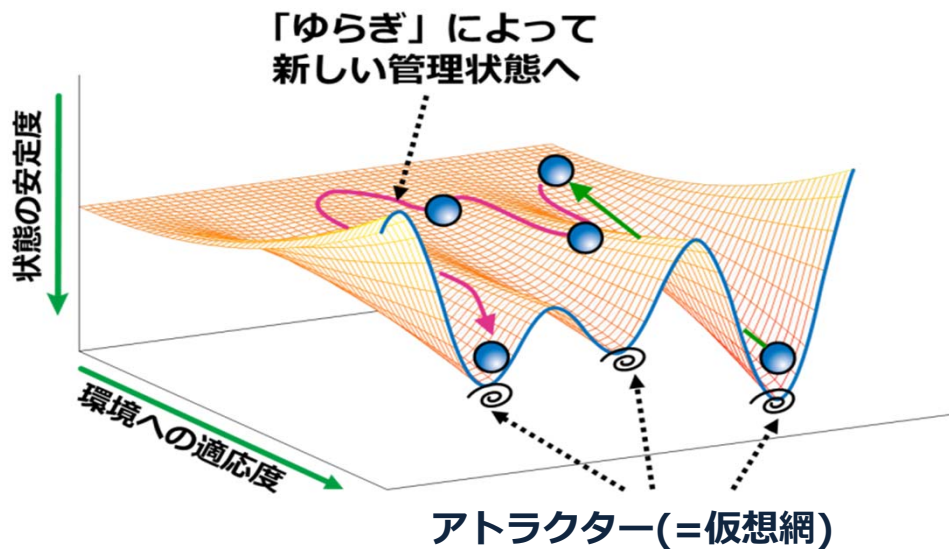 「ゆらぎ」によって
新しい管理状態へ
状態の安定度
環境への適応度
アトラクター(=仮想網)